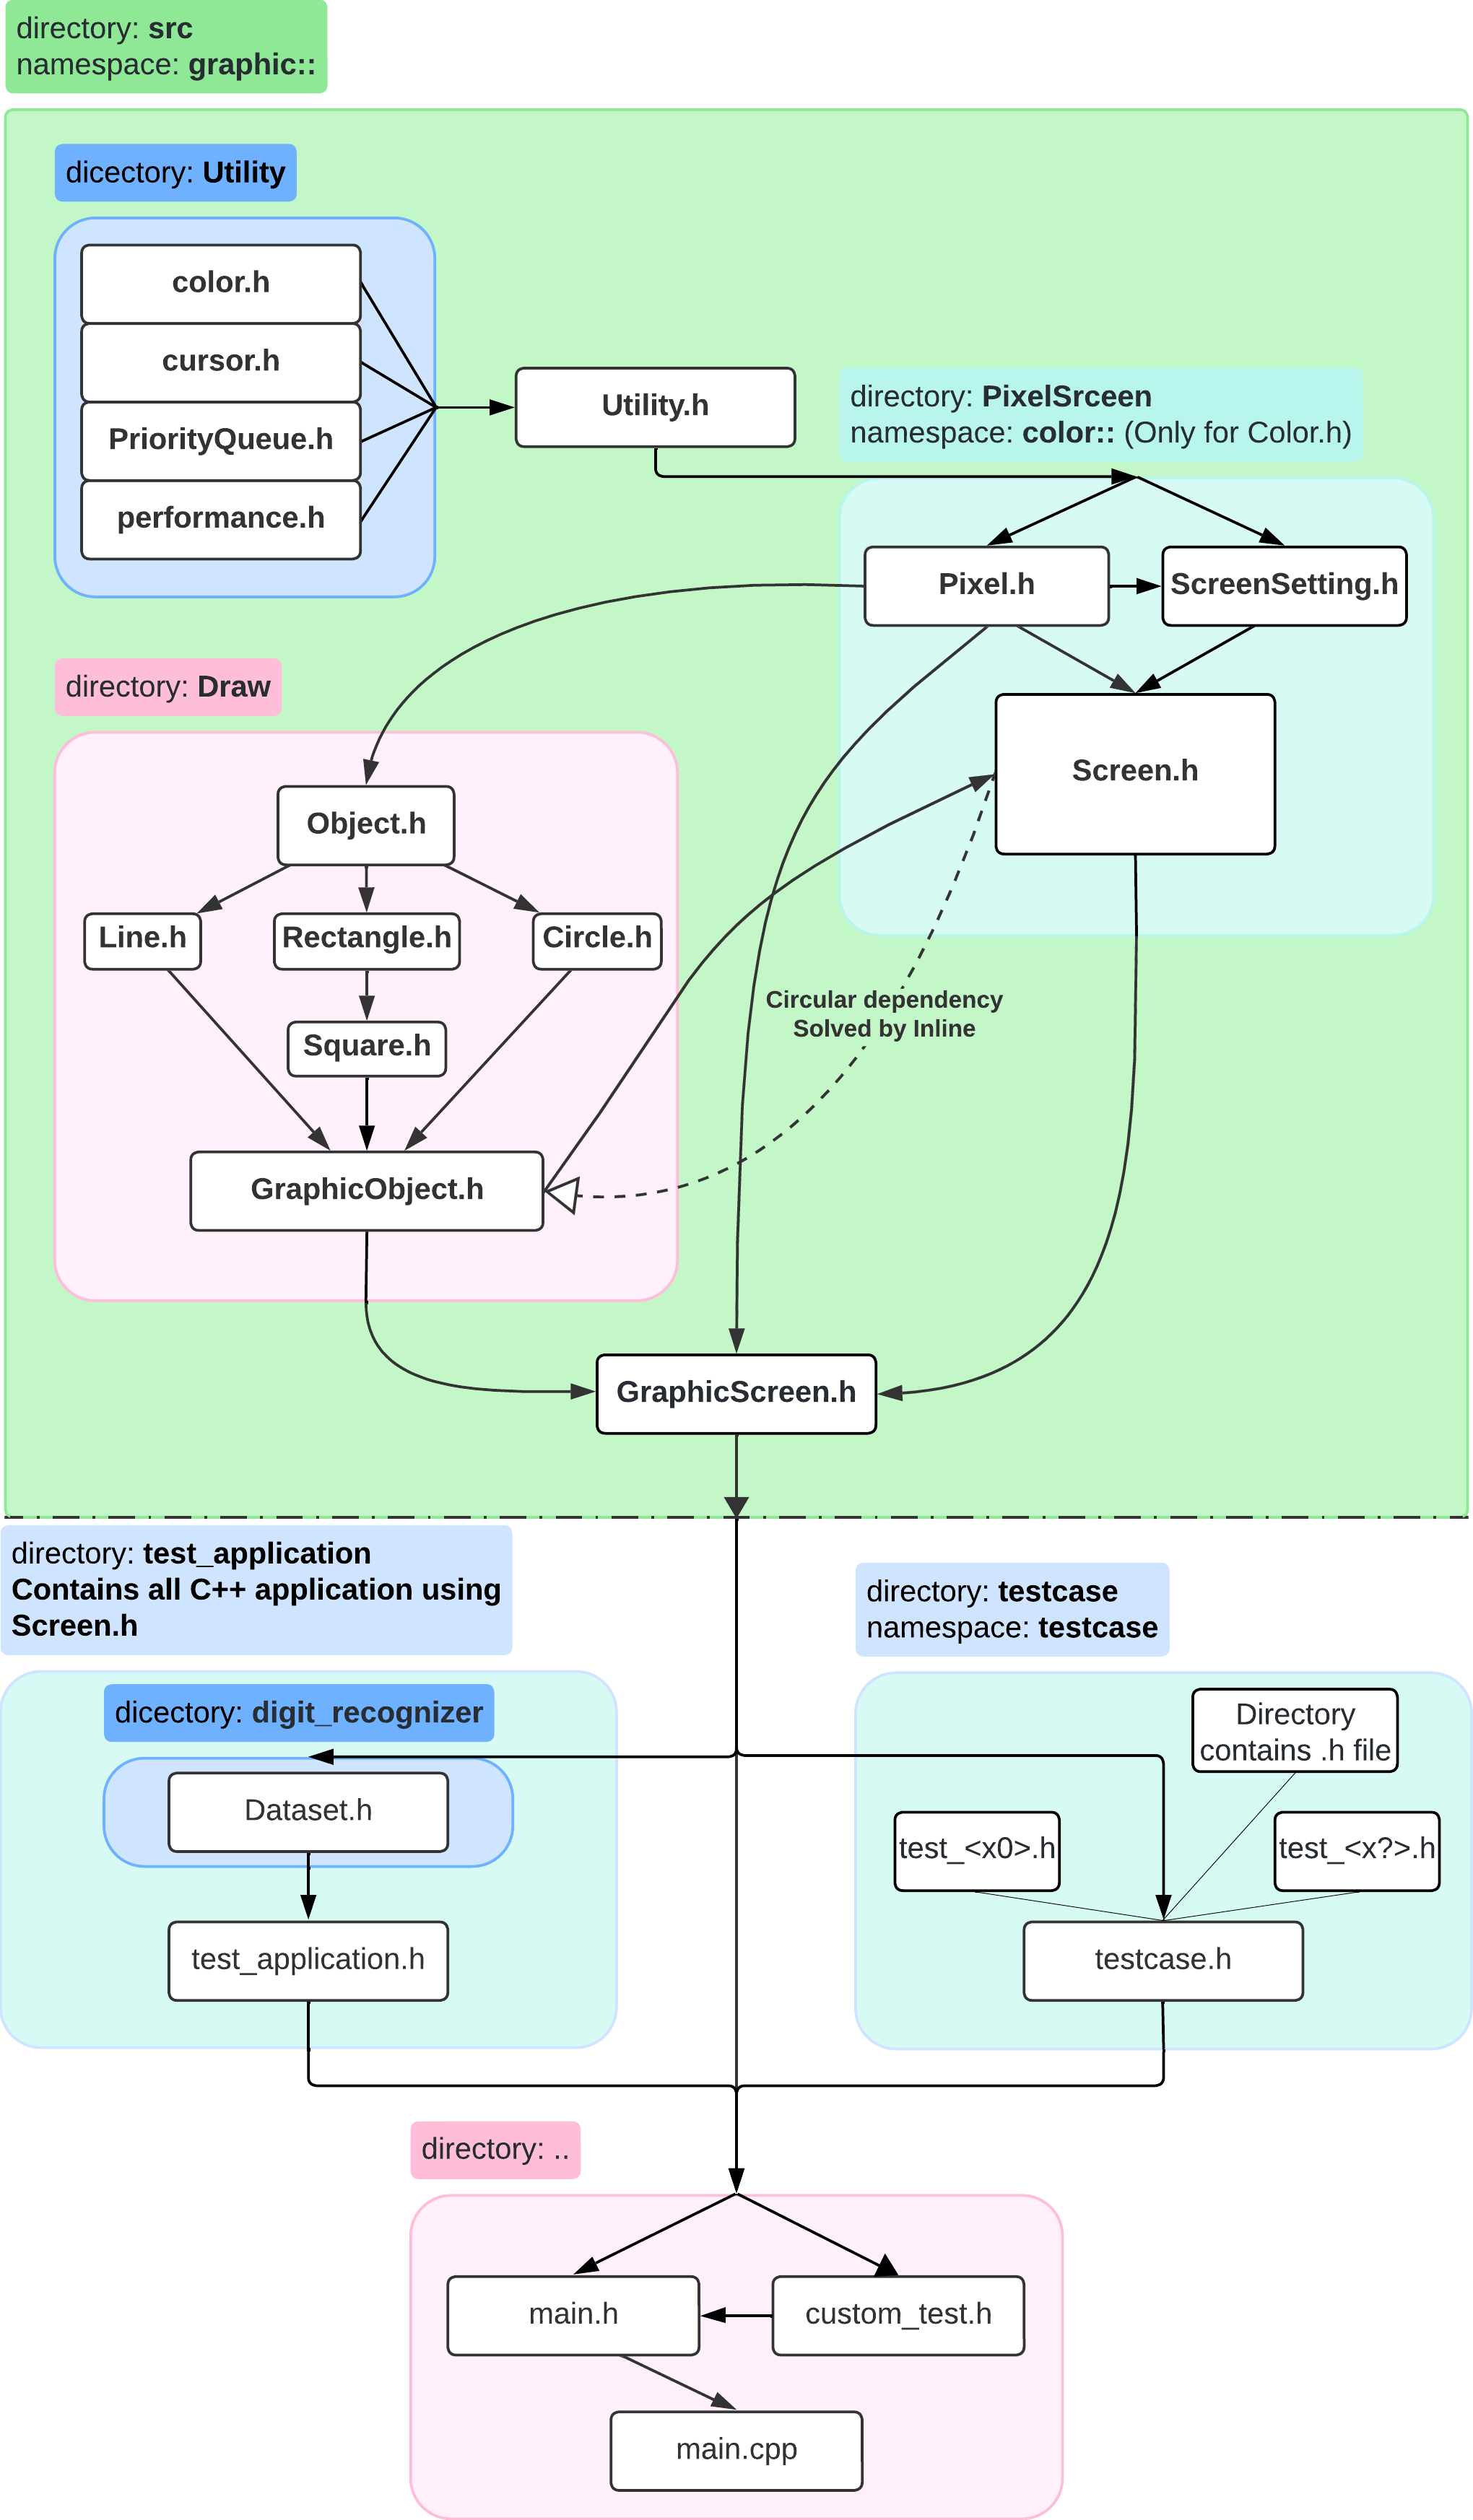 directory: src
namespace: graphic::
dicectory: Utility
color.h
cursor.h
PriorityQueue.h
performance.h
Utility.h
directory: PixelSrceen
namespace: color:: (Only for Color.h)
Pixel.h
ScreenSetting.h
Screen.h
directory: Draw
Object.h
Line.h
Rectangle.h
Circle.h
Square.h
GraphicObject.h
Circular dependency
Solved by Inline
GraphicScreen.h
directory: test_application
Contains all C++ application using
Screen.h
dicectory: digit_recognizer
Dataset.h
test_application.h
directory: testcase
namespace: testcase
Directory
contains .h file
test_<x0>.h
test_<x?>.h
testcase.h
directory: ..
main.h
custom_test.h
main.cpp